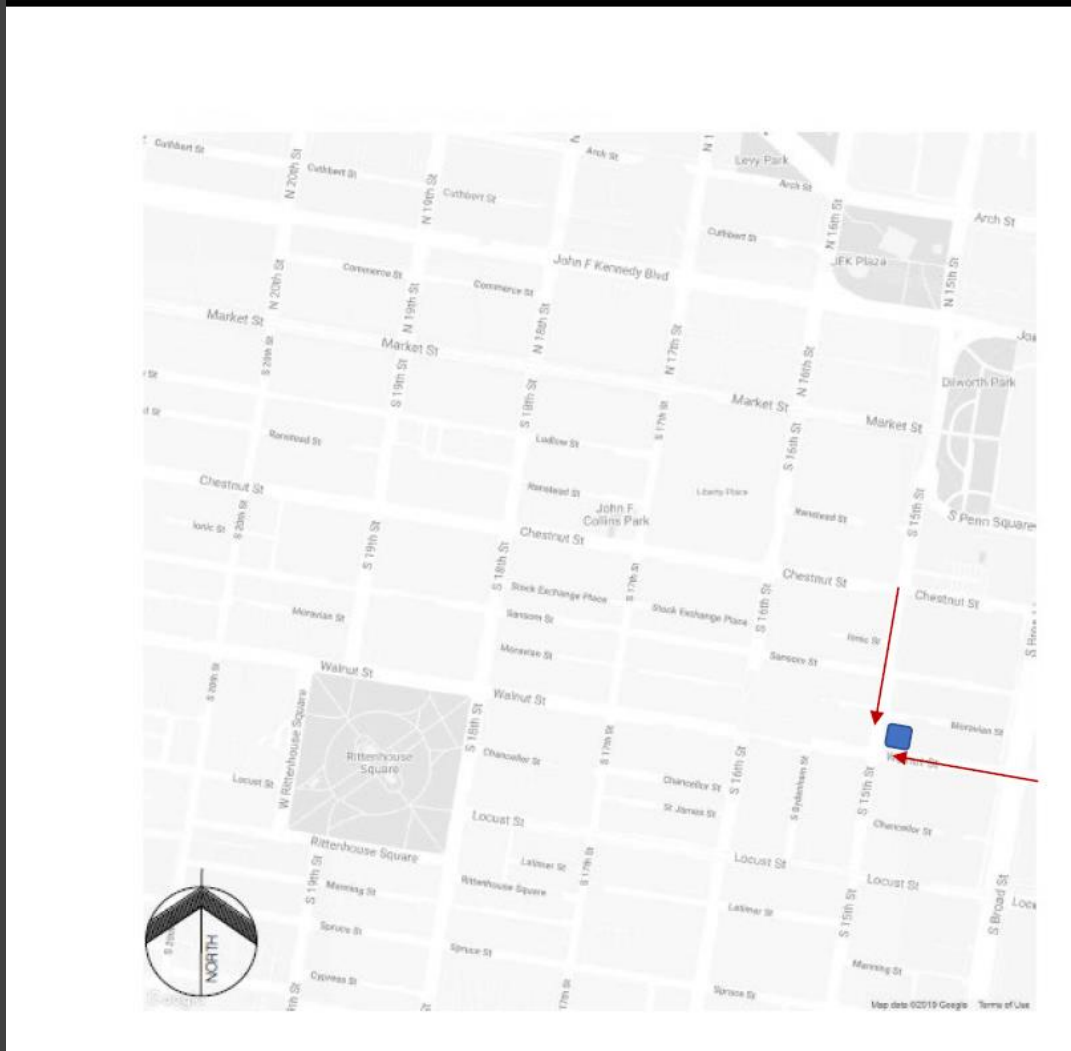 Cuthbert St
N 20th St
Cuthbert St
N 19th St
Cuthbert St
Arch St
Levy Park
Arch St
N 16th St
Arch St
Cuthbert St
JFK Plaza
N 15th St
John F Kennedy Blvd
Commerce St
Commerce St
N 20th St
N 19th St
N 18th St
N 17th St
N 16th St
Market St
Market St
S 20th St
S 19th St
S 18th St
S 17th St
Market St
Market St
Dilworth Park
S 16th St
Ranstead St
Ludlow St
Chestnut St
Ranstead St
Liberty Place
John F.
Collins Park
Ranstead St
S 15th St
S Penn Square
Ionic St
S 20th St
S 19th St
Chestnut St
S 18th St
Stock Exchange Place
S 17th St
Stock Exchange Place
S 16th St
Chestnut St
Chestnut St
Moravian St
Sansom St
Moravian St
Ionic St
Sansom St
Moravian St
Walnut St
Walnut St
S 20th St
W Rittenhouse Square
Rittenhouse
Square
S 18th St
Chancellor St
S 17th St
Chancellor St
St James St
S 16th St
S Sydenham St
S 15th St
Chancellor St
Locust St
Locust St
Rittenhouse Square
Latimer St
S 17th St
Rittenhouse Square
Locust St
Locust St
Latimer St
S 15th St
S Broad St
S 19th St
Manning St
Spruce St
Spruce St
Cypress St
Manning St
Spruce St
NORTH
Google
Map data ©2019 Google Terms of Use